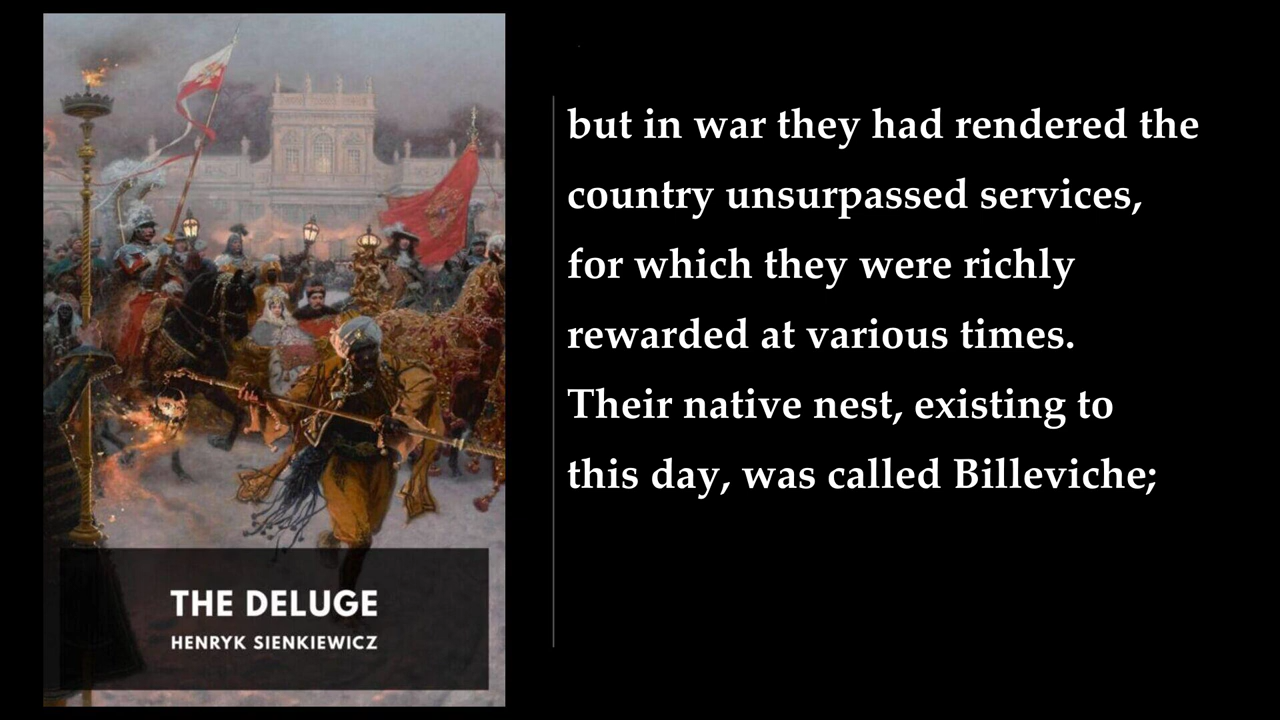 THE DELUGE
HENRYK SIENKIEWICZ
but in war they had rendered the
country unsurpassed services,
for which they were richly
rewarded at various times.
Their native nest, existing to
this day, was called Billeviche;